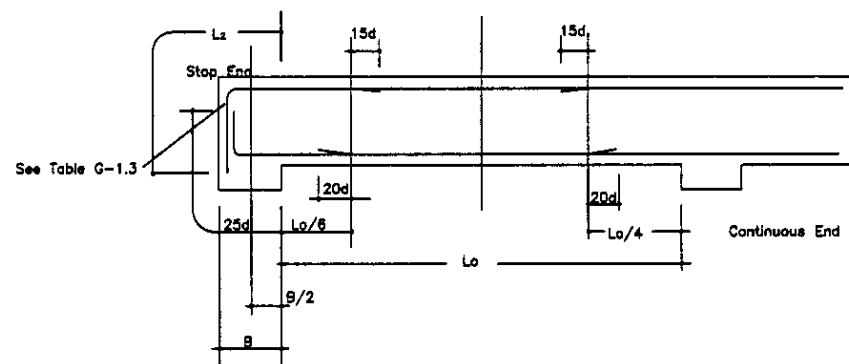 L2
15d
15d
Stop End
See Table G-1.3
20d
20d
25d
Lo/6
Lo/4
Continuous End
Lo
B/2
B